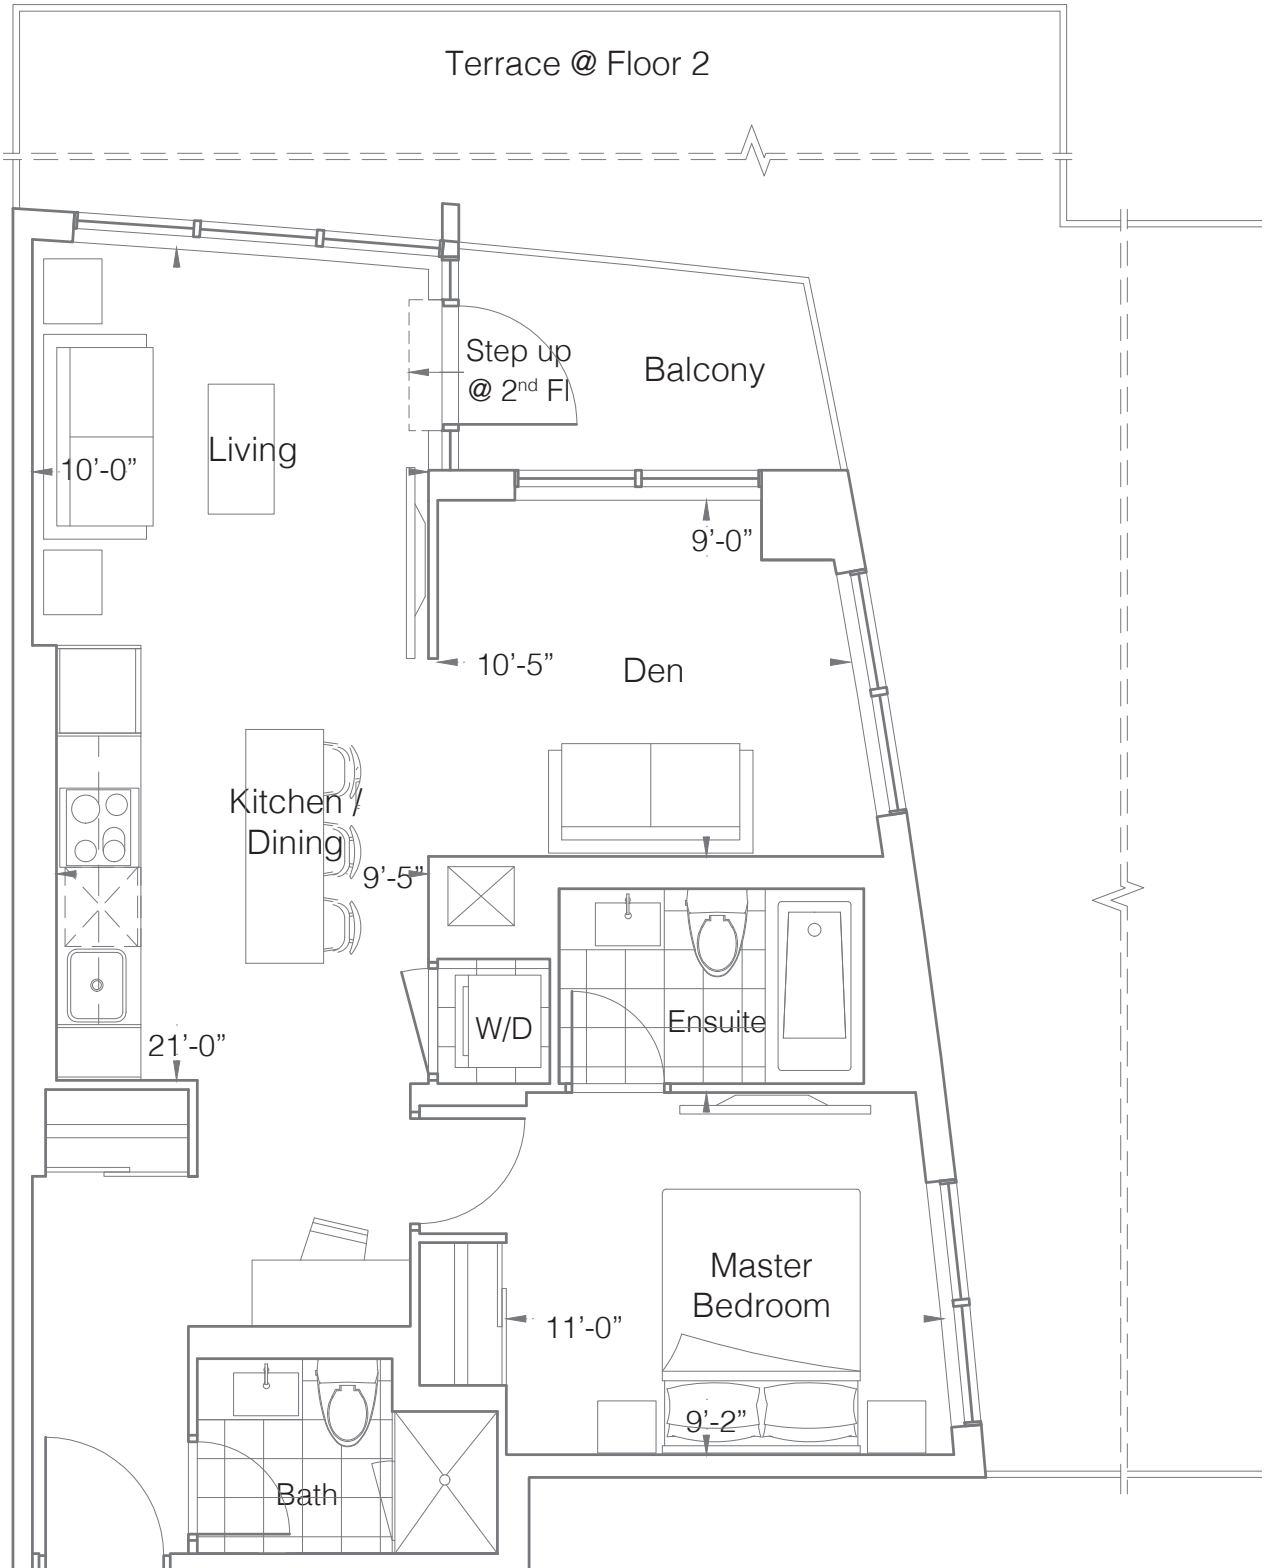 Terrace @ Floor 2
Step up
@ 2nd Fl
Balcony
Living
10’-0”
9’-0”
10’-5”
Den
Kitchen /
Dining
9’-5”
W/D
Ensuite
21’-0”
Master
Bedroom
11’-0”
9’-2”
Bath